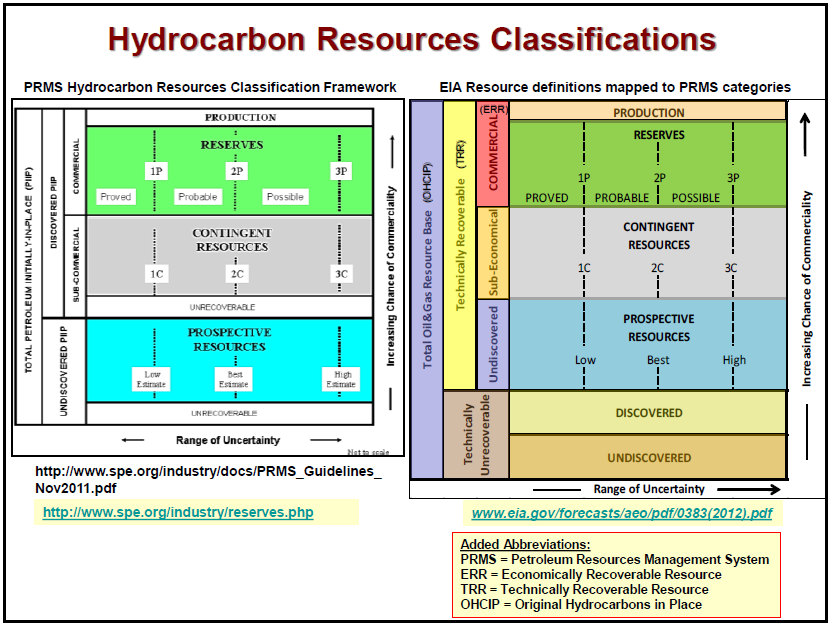 Hydrocarbon Resources Classifications
PRMS Hydrocarbon Resources Classification Framework
TOTAL PETROLEUM INITIALLY-IN-PLACE (PIIP)
DISCOVERED PIIP
UNDISCOVERED PIIP
COMMERCIAL
SUB-COMMERCIAL
PRODUCTION
RESERVES
1P 2P 3P
Proved Probable Possible
CONTINGENT
RESOURCES
1C 2C 3C
UNRECOVERABLE
PROSPECTIVE
RESOURCES
Low
Estimate
Best
Estimate
High
Estimate
UNRECOVERABLE
Increasing Chance of Commerciality
Range of Uncertainty
Not to scale
http://www.spe.org/industry/docs/PRMS_Guidelines_
Nov2011.pdf
http://www.spe.org/industry/reserves.php
EIA Resource definitions mapped to PRMS categories
Total Oil&Gas Resource Base (OHCIP)
Technically Recoverable (TRR)
(ERR)
COMMERCIAL
Sub-Economical
Undiscovered
Technically
Unrecoverable
PRODUCTION
RESERVES
1P 2P 3P
PROVED PROBABLE POSSIBLE
CONTINGENT
RESOURCES
1C 2C 3C
PROSPECTIVE
RESOURCES
Low Best High
DISCOVERED
UNDISCOVERED
Increasing Chance of Commerciality
Range of Uncertainty
www.eia.gov/forecasts/aeo/pdf/0383(2012).pdf
Added Abbreviations:
PRMS = Petroleum Resources Management System
ERR = Economically Recoverable Resource
TRR = Technically Recoverable Resource
OHCIP = Original Hydrocarbons in Place